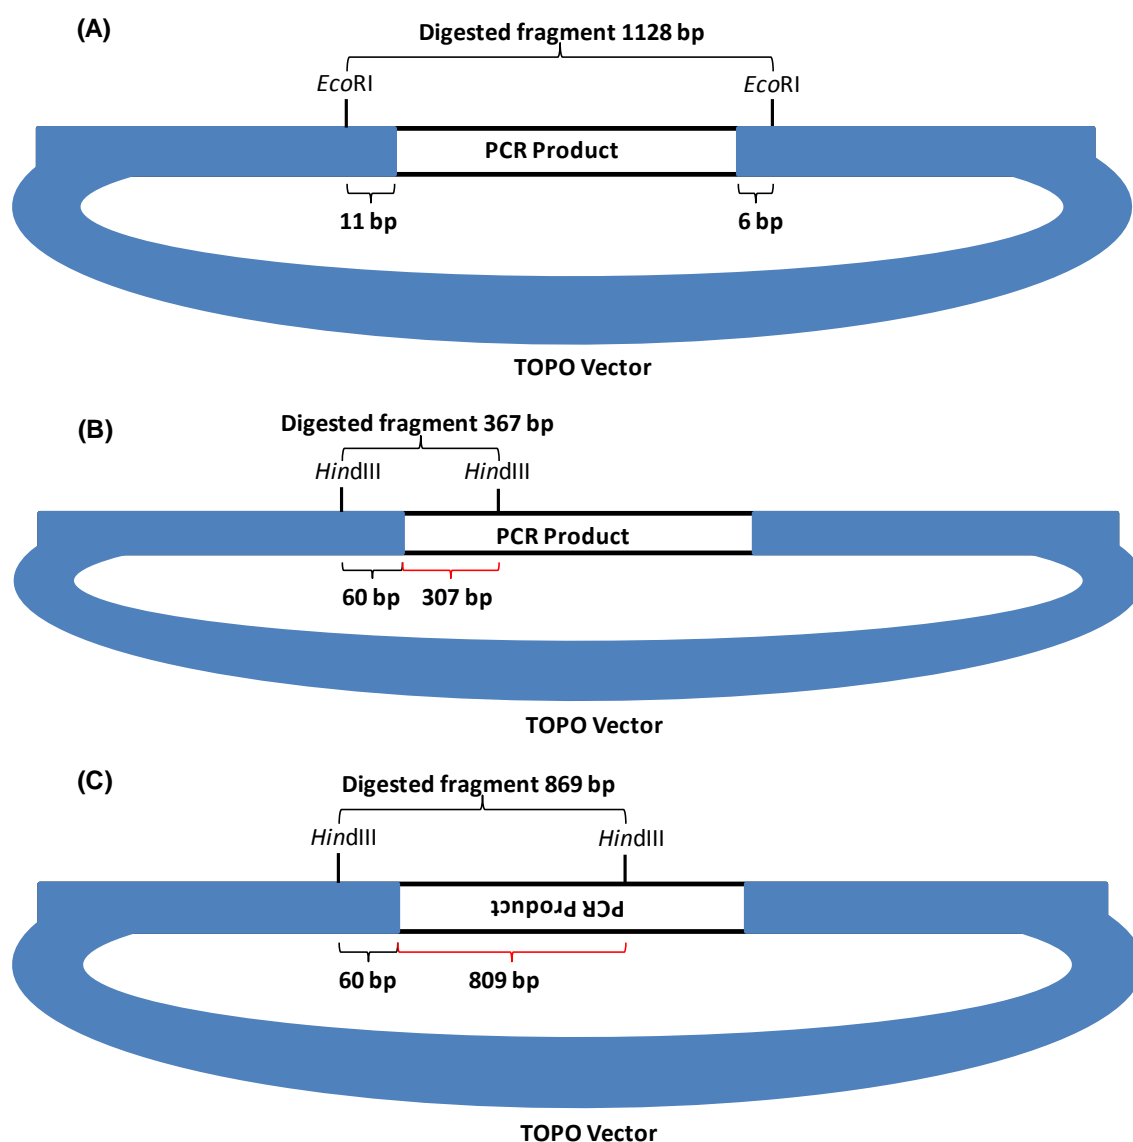 (A)
Digested fragment 1128 bp
EcoRI EcoRI
PCR Product
11 bp 6 bp
TOPO Vector
(B)
Digested fragment 367 bp
HindIII HindIII
PCR Product
60 bp 307 bp
TOPO Vector
(C)
Digested fragment 869 bp
HindIII HindIII
PCR Product
60 bp 809 bp
TOPO Vector